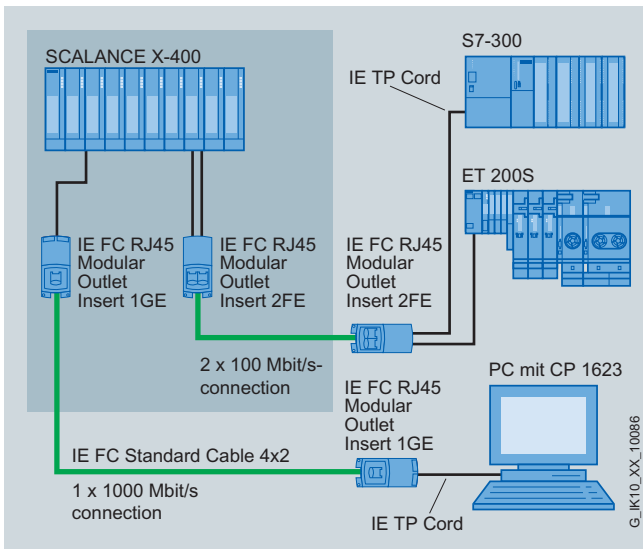 SCALANCE X-400
S7-300
IE TP Cord
ET 200S
IE FC RJ45
Modular
Outlet
Insert 1GE
IE FC RJ45
Modular
Outlet
Insert 2FE
IE FC RJ45
Modular
Outlet
Insert 2FE
2 x 100 Mbit/s-
connection
PC mit CP 1623
IE FC RJ45
Modular
Outlet
Insert 1GE
IE FC Standard Cable 4x2
1 x 1000 Mbit/s
connection
IE TP Cord
G_IK10_XX_10086